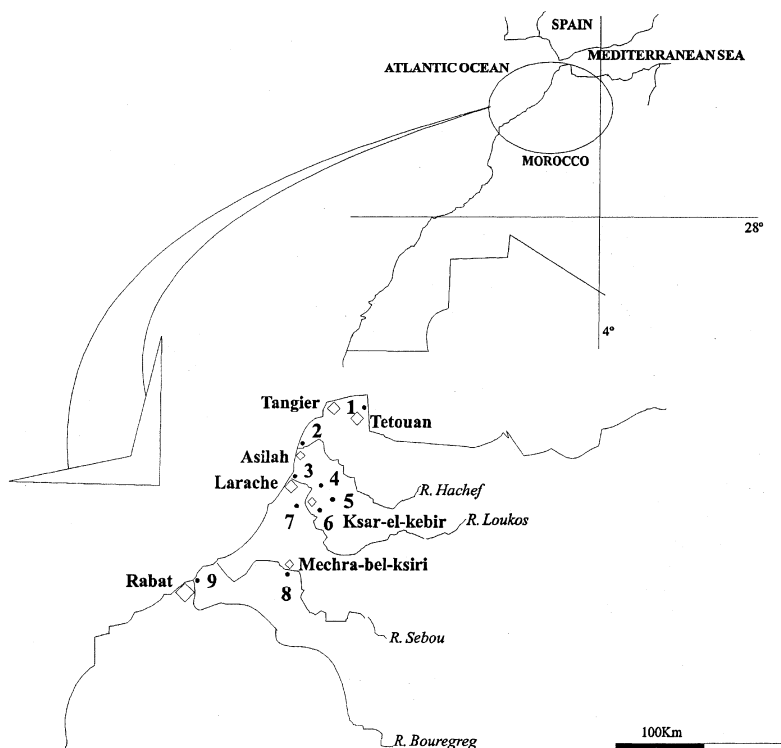 SPAIN
MEDITERRANEAN SEA
ATLANTIC OCEAN
MOROCCO
28°
4°
Tangier
1
Tetouan
2
Asilah
3
4
Larache
R. Hachef
5
7
6
Ksar-el-kebir
R. Loukos
Mechra-bel-ksiri
Rabat
9
8
R. Sebou
R. Bouregreg
100Km